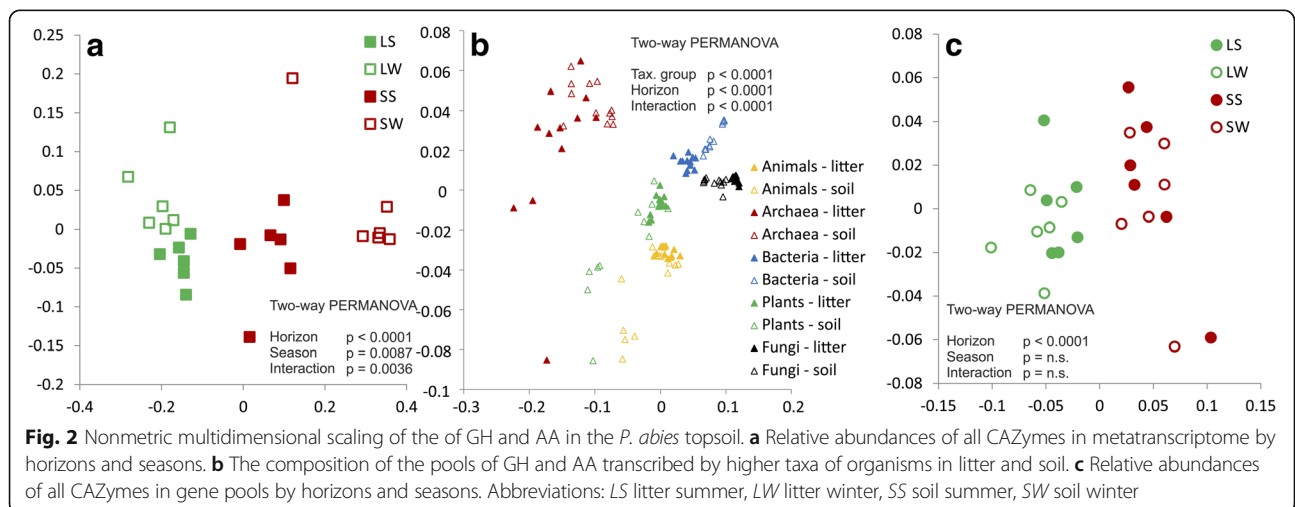 a
0.25
0.2
0.15
0.1
0.05
0
-0.05
-0.1
-0.15
-0.2
-0.4
-0.2
0
0.2
0.4
LS
LW
SS
SW
Two-way PERMANOVA
Horizon p < 0.0001
Season p = 0.0087
Interaction p = 0.0036
b
0.08
0.06
0.04
0.02
0
-0.02
-0.04
-0.06
-0.08
-0.1
-0.3
-0.2
-0.1
0
0.1
0.2
Two-way PERMANOVA
Tax. group p < 0.0001
Horizon p < 0.0001
Interaction p < 0.0001
Animals - litter
Animals - soil
Archaea - litter
Archaea - soil
Bacteria - litter
Bacteria - soil
Plants - litter
Plants - soil
Fungi - litter
Fungi - soil
c
0.08
0.06
0.04
0.02
0
-0.02
-0.04
-0.06
-0.08
-0.15
-0.1
-0.05
0
0.05
0.1
0.15
LS
LW
SS
SW
Two-way PERMANOVA
Horizon p < 0.0001
Season p = n.s.
Interaction p = n.s.
Fig. 2 Nonmetric multidimensional scaling of the of GH and AA in the P. abies topsoil. a Relative abundances of all CAZymes in metatranscriptome by
horizons and seasons. b The composition of the pools of GH and AA transcribed by higher taxa of organisms in litter and soil. c Relative abundances
of all CAZymes in gene pools by horizons and seasons. Abbreviations: LS litter summer, LW litter winter, SS soil summer, SW soil winter